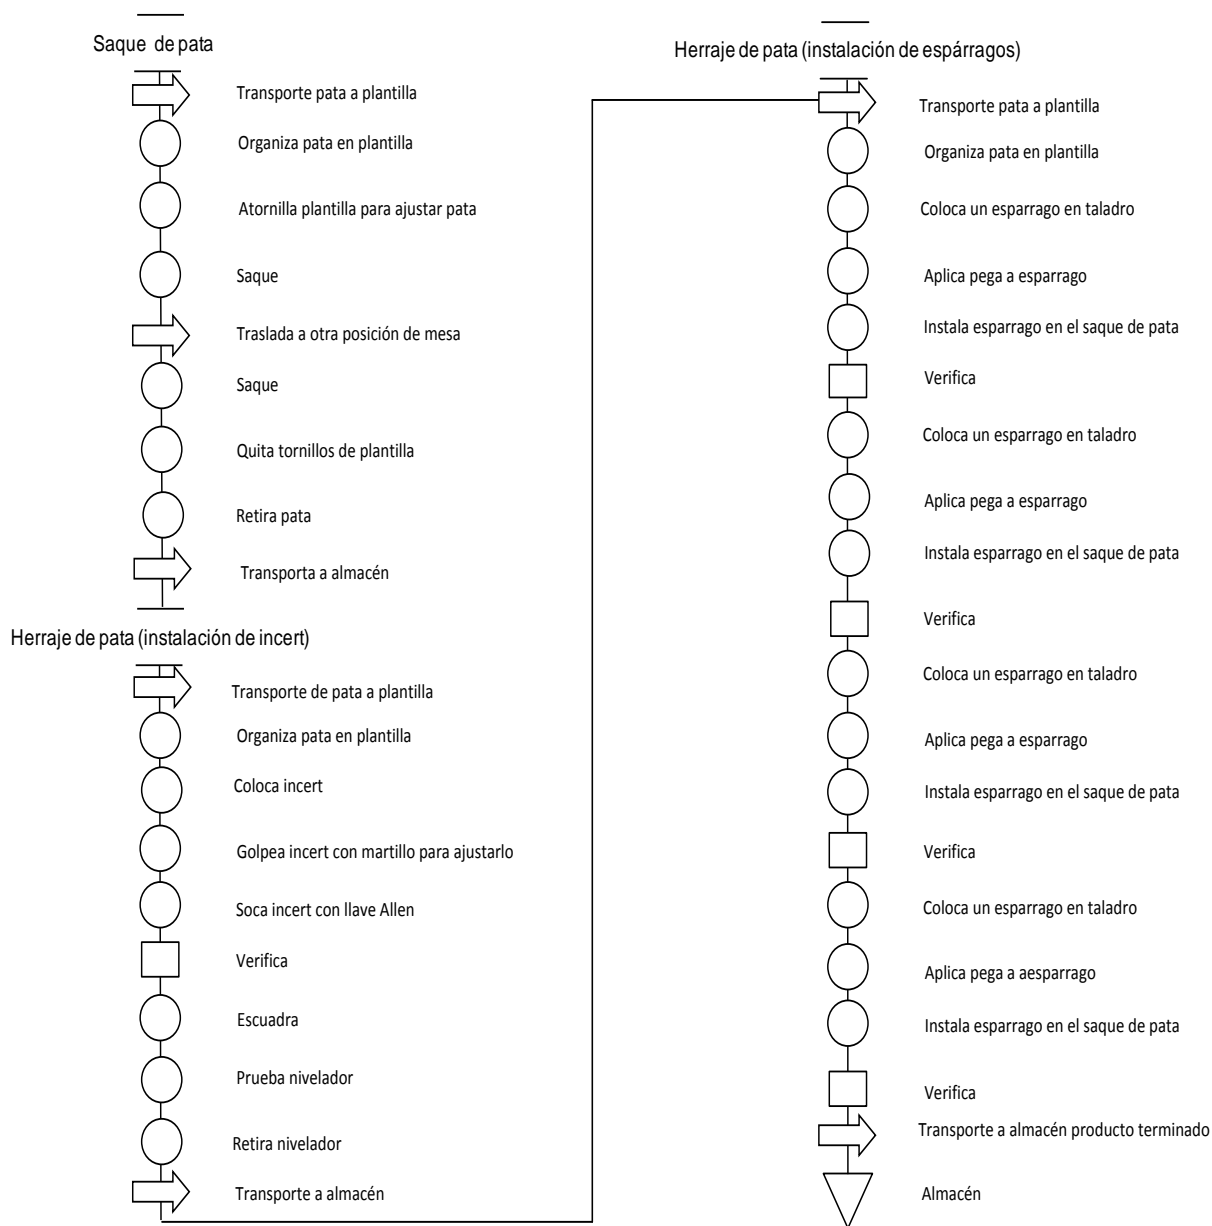 Saque de pata
Transporte pata a plantilla
Organiza pata en plantilla
Atornilla plantilla para ajustar pata
Saque
Traslada a otra posición de mesa
Saque
Quita tornillos de plantilla
Retira pata
Transporta a almacén
Herraje de pata (instalación de incert)
Transporte de pata a plantilla
Organiza pata en plantilla
Coloca incert
Golpea incert con martillo para ajustarlo
Soca incert con llave Allen
Verifica
Escuadra
Prueba nivelador
Retira nivelador
Transporte a almacén
Herraje de pata (instalación de espárragos)
Transporte pata a plantilla
Organiza pata en plantilla
Coloca un esparrago en taladro
Aplica pega a esparrago
Instala esparrago en el saque de pata
Verifica
Coloca un esparrago en taladro
Aplica pega a esparrago
Instala esparrago en el saque de pata
Verifica
Coloca un esparrago en taladro
Aplica pega a esparrago
Instala esparrago en el saque de pata
Verifica
Coloca un esparrago en taladro
Aplica pega a aesparrago
Instala esparrago en el saque de pata
Verifica
Transporte a almacén producto terminado
Almacén